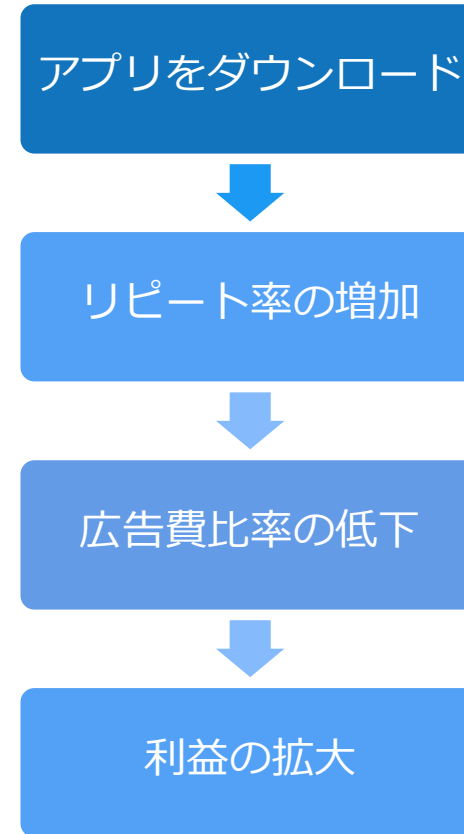 アプリをダウンロード
リピート率の増加
広告費比率の低下
利益の拡大